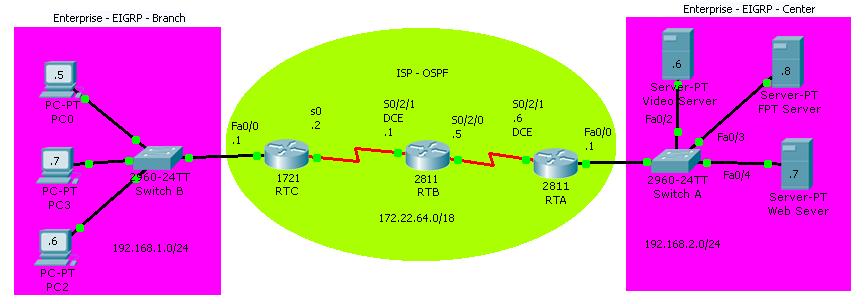 Enterprise - EIGRP - Branch
.5
PC-PT
PC0
.7
PC-PT
PC3
.6
PC-PT
PC2
2960-24TT
Switch B
192.168.1.0/24
ISP - OSPF
Fa0/0
.1
s0
.2
1721
RTC
S0/2/1
DCE
.1
S0/2/0
.5
2811
RTB
172.22.64.0/18
S0/2/1
.6
DCE
Fa0/0
.1
2811
RTA
Enterprise - EIGRP - Center
.6
Server-PT
Video Server
.8
Server-PT
FPT Server
Fa0/2
Fa0/3
Fa0/4
2960-24TT
Switch A
.7
Server-PT
Web Sever
192.168.2.0/24